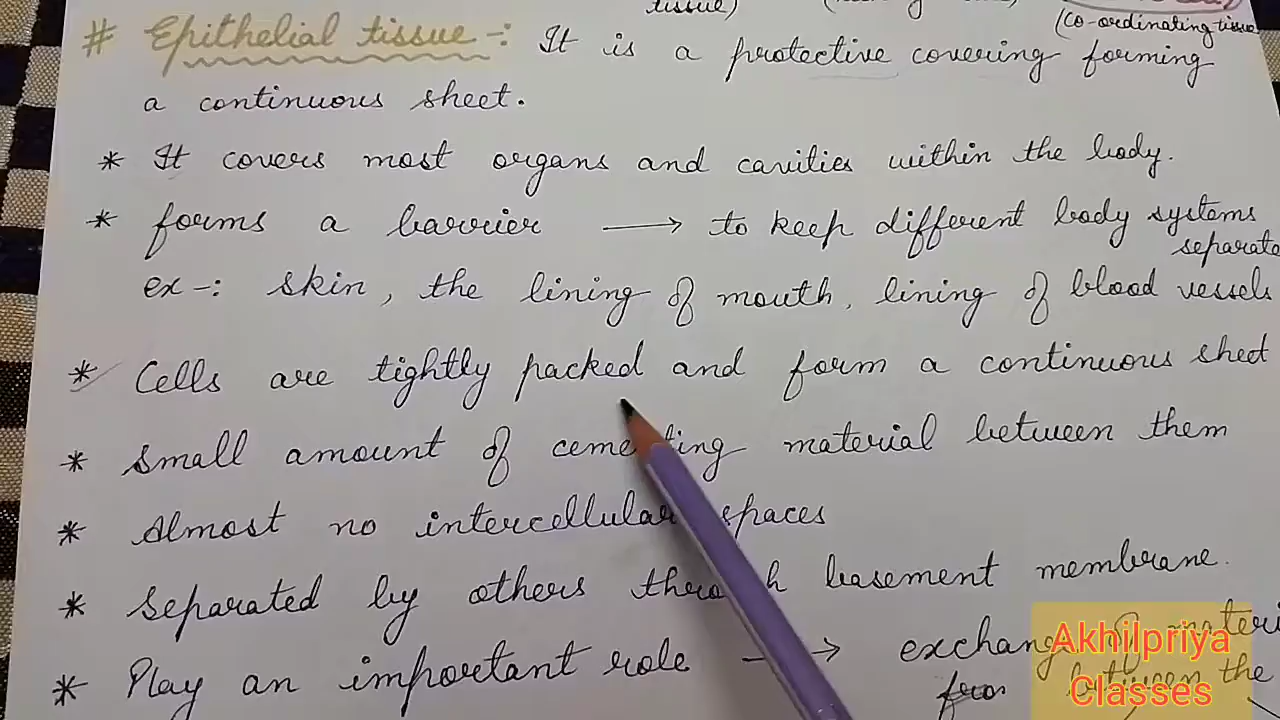 tissue)
(Co-ordinating tissue
# Epithelial tissue -: It is a protective covering forming
a continuous sheet.
* It covers most organs and cavities within the body.
* forms a barrier → to keep different body systems
separate
ex -: skin, the lining of mouth, lining of blood vessels
* Cells are tightly packed and form a continuous sheet
* Small amount of cementing material between them
* Almost no intercellular spaces
* Separated by others through basement membrane.
* Play an important role → exchange of materi
between the
Akhilpriya
Classes